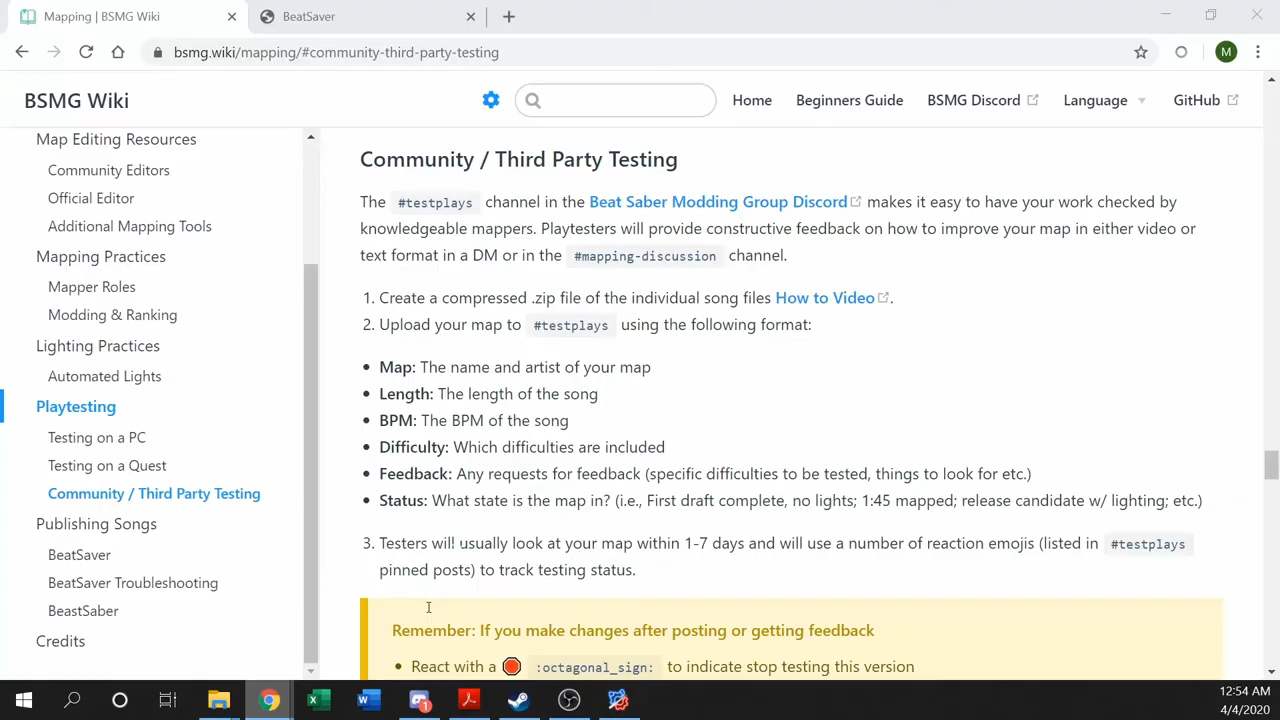 Mapping | BSMG Wiki
BeatSaver
bsmg.wiki/mapping/#community-third-party-testing
M
BSMG Wiki
Home
Beginners Guide
BSMG Discord
Language
GitHub
Map Editing Resources
Community Editors
Official Editor
Additional Mapping Tools
Mapping Practices
Mapper Roles
Modding & Ranking
Lighting Practices
Automated Lights
Playtesting
Testing on a PC
Testing on a Quest
Community / Third Party Testing
Publishing Songs
BeatSaver
BeatSaver Troubleshooting
BeastSaber
Credits
Community / Third Party Testing
The #testplays channel in the Beat Saber Modding Group Discord makes it easy to have your work checked by
knowledgeable mappers. Playtesters will provide constructive feedback on how to improve your map in either video or
text format in a DM or in the #mapping-discussion channel.
1. Create a compressed .zip file of the individual song files How to Video.
2. Upload your map to #testplays using the following format:
• Map: The name and artist of your map
• Length: The length of the song
• BPM: The BPM of the song
• Difficulty: Which difficulties are included
• Feedback: Any requests for feedback (specific difficulties to be tested, things to look for etc.)
• Status: What state is the map in? (i.e., First draft complete, no lights; 1:45 mapped; release candidate w/ lighting; etc.)
3. Testers will usually look at your map within 1-7 days and will use a number of reaction emojis (listed in #testplays
pinned posts) to track testing status.
Remember: If you make changes after posting or getting feedback
• React with a :octagonal_sign: to indicate stop testing this version
1
12:54 AM
4/4/2020